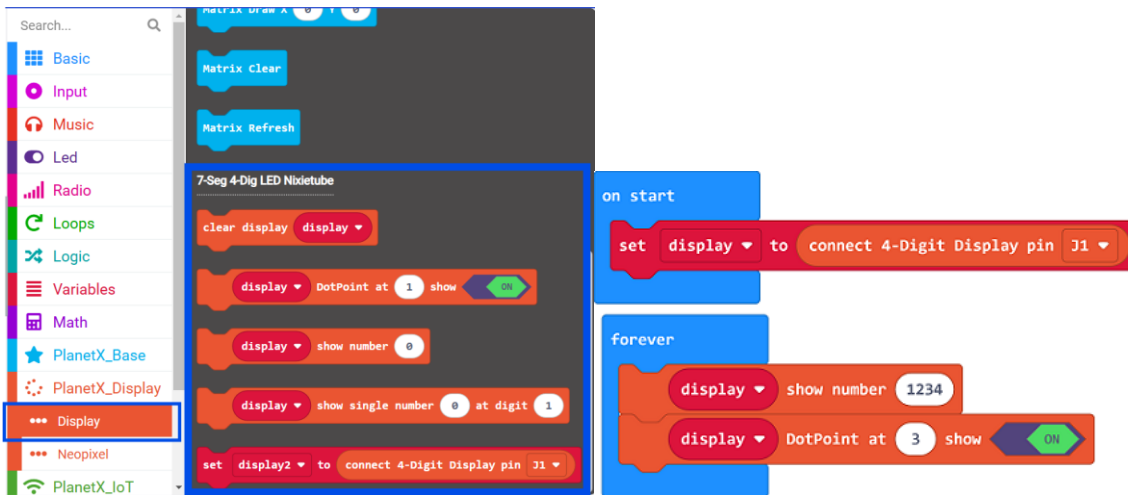 Search...
Basic
Input
Music
Led
Radio
Loops
Logic
Variables
Math
PlanetX_Base
PlanetX_Display
Display
Neopixel
PlanetX_IoT
Matrix Draw X 0 Y 0
Matrix Clear
Matrix Refresh
7-Seg 4-Dig LED Nixietube
clear display display
display DotPoint at 1 show ON
display show number 0
display show single number 0 at digit 1
set display2 to connect 4-Digit Display pin J1
on start
set display to connect 4-Digit Display pin J1
forever
display show number 1234
display DotPoint at 3 show ON